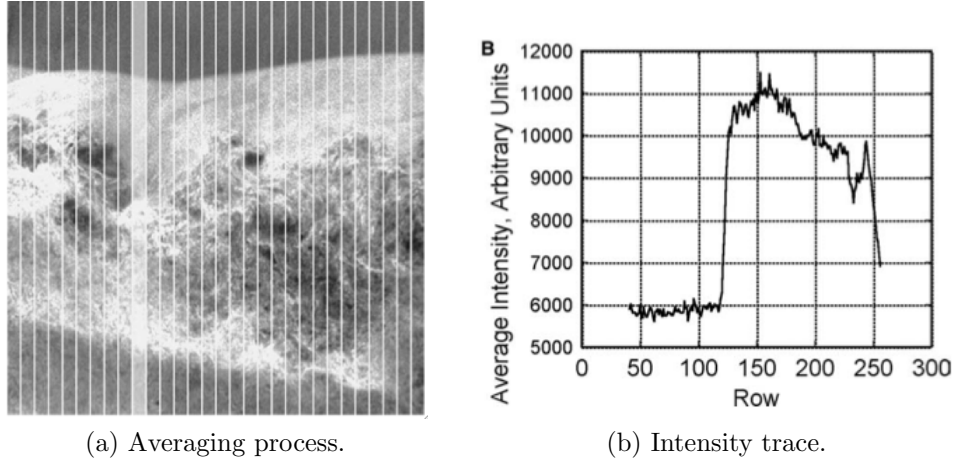 B
12000
11000
10000
9000
8000
7000
6000
5000
Average Intensity, Arbitrary Units
0 50 100 150 200 250 300
Row
(a) Averaging process.
(b) Intensity trace.